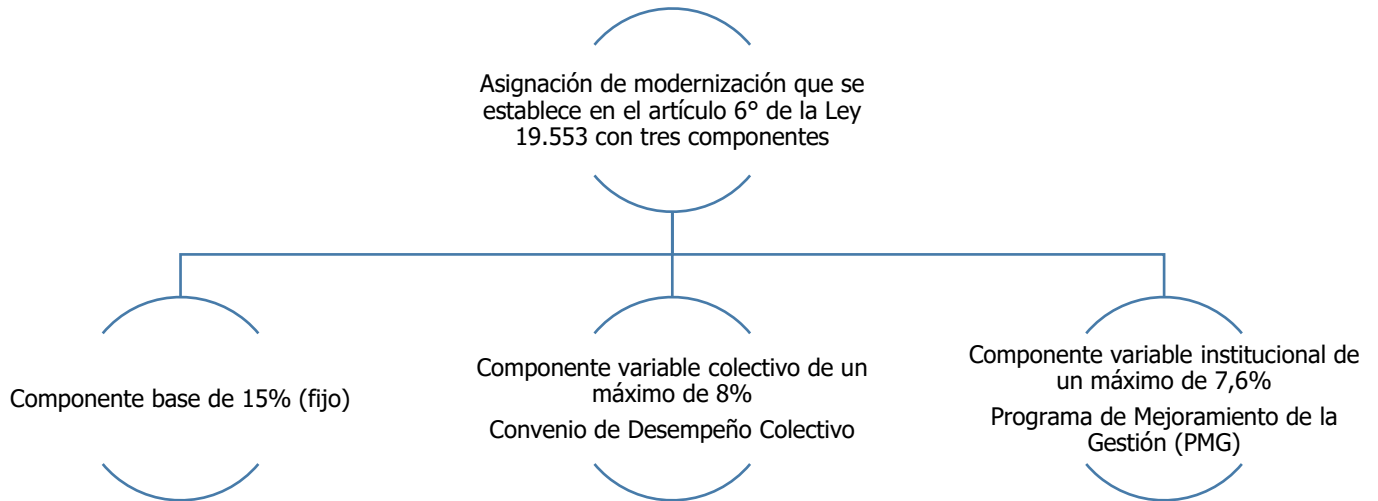 Asignación de modernización que se
establece en el artículo 6° de la Ley
19.553 con tres componentes
Componente base de 15% (fijo)
Componente variable colectivo de un
máximo de 8%
Convenio de Desempeño Colectivo
Componente variable institucional de
un máximo de 7,6%
Programa de Mejoramiento de la
Gestión (PMG)